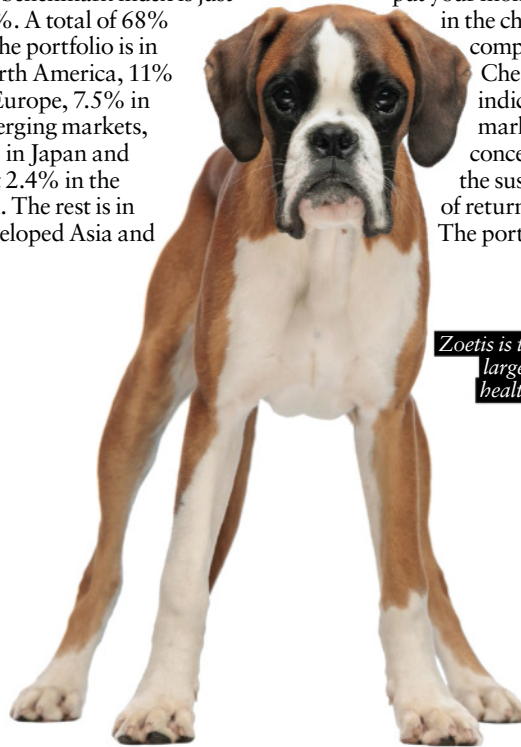 %. A total of 68%
he portfolio is in
rth America, 11%
Europe, 7.5% in
erging markets,
in Japan and
2.4% in the
. The rest is in
eloped Asia and
in the ch
comp
Che
indic
mark
conce
the sus
of return
The port
Zoetis is t
large
healt